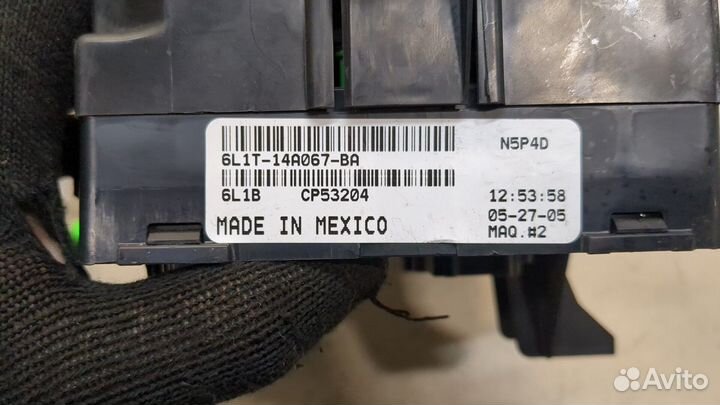 6L1T-14A067-BA
N5P4D
6L1B CP53204
12:53:58
MADE IN MEXICO
05-27-05
MAQ.#2
Avito